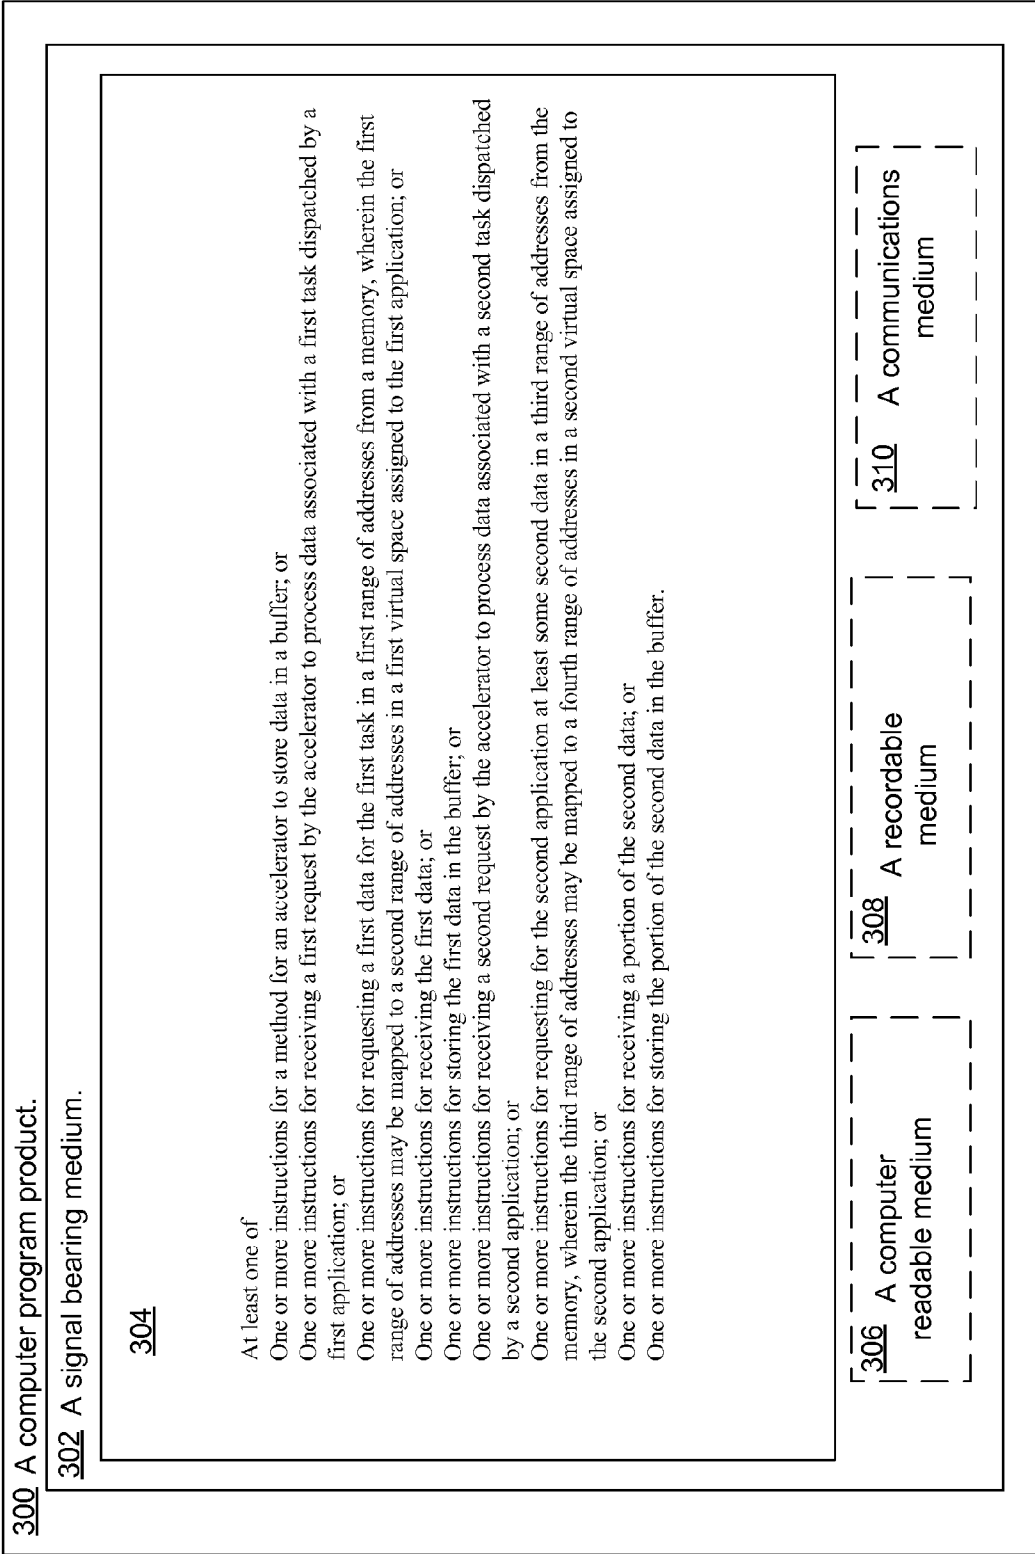 300 A computer program product.
302 A signal bearing medium.
304
At least one of
One or more instructions for a method for an accelerator to store data in a buffer; or
One or more instructions for receiving a first request by the accelerator to process data associated with a first task dispatched by a
first application; or
One or more instructions for requesting a first data for the first task in a first range of addresses from a memory, wherein the first
range of addresses may be mapped to a second range of addresses in a first virtual space assigned to the first application; or
One or more instructions for receiving the first data; or
One or more instructions for storing the first data in the buffer; or
One or more instructions for receiving a second request by the accelerator to process data associated with a second task dispatched
by a second application; or
One or more instructions for requesting for the second application at least some second data in a third range of addresses from the
memory, wherein the third range of addresses may be mapped to a fourth range of addresses in a second virtual space assigned to
the second application; or
One or more instructions for receiving a portion of the second data; or
One or more instructions for storing the portion of the second data in the buffer.
306 A computer
readable medium
308 A recordable
medium
310 A communications
medium